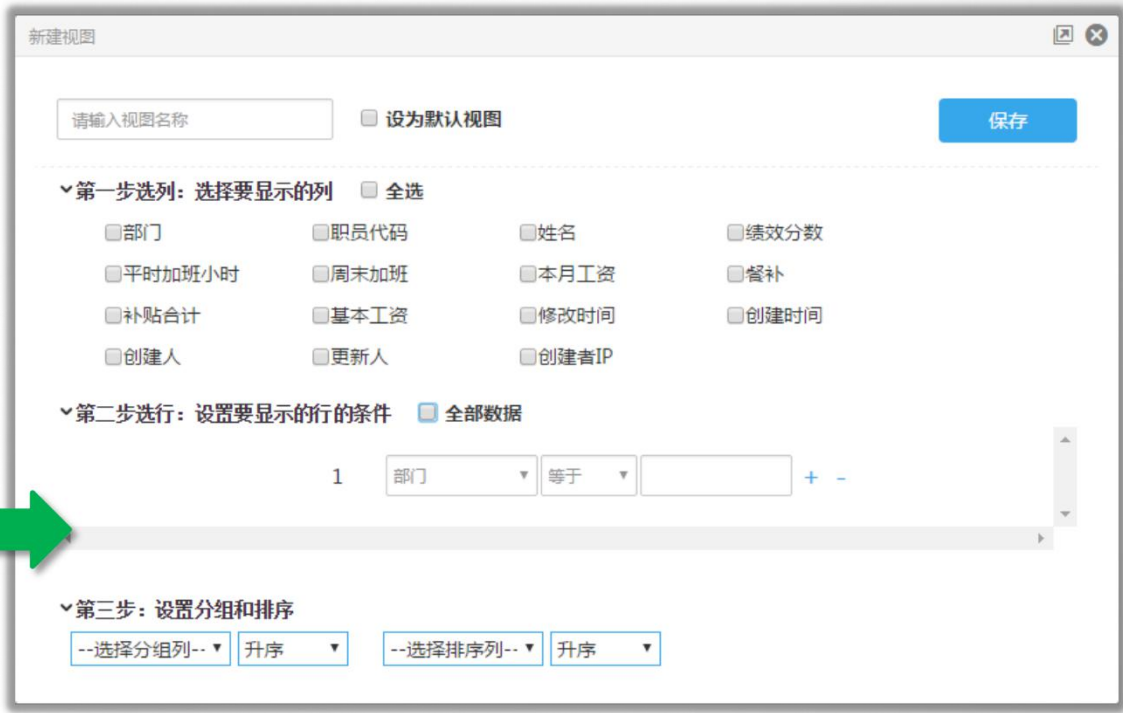 新建视图
请输入视图名称 设为默认视图 保存
第一步选列：选择要显示的列 全选
部门 职员代码 姓名 绩效分数
平时加班小时 周末加班 本月工资 餐补
补贴合计 基本工资 修改时间 创建时间
创建人 更新人 创建者IP
第二步选行：设置要显示的行的条件 全部数据
1 部门 等于 + -
第三步：设置分组和排序
--选择分组列-- 升序 --选择排序列-- 升序